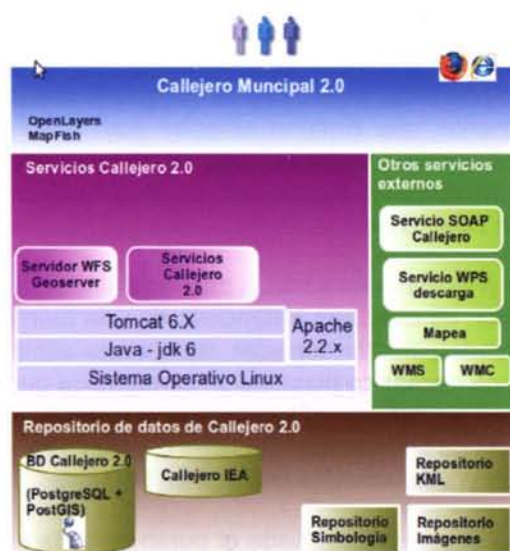 Callejero Muncipal 2.0
OpenLayers
MapFish
Servicios Callejero 2.0
Servidor WFS
Geoserver
Servicios
Callejero
2.0
Tomcat 6.X
Java - jdk 6
Apache
2.2.x
Sistema Operativo Linux
Otros servicios
externos
Servicio SOAP
Callejero
Servicio WPS
descarga
Mapea
WMS
WMC
Repositorio de datos de Callejero 2.0
BD Callejero 2.0
(PostgreSQL +
PostGIS)
Callejero IEA
Repositorio
KML
Repositorio
Simbología
Repositorio
Imágenes